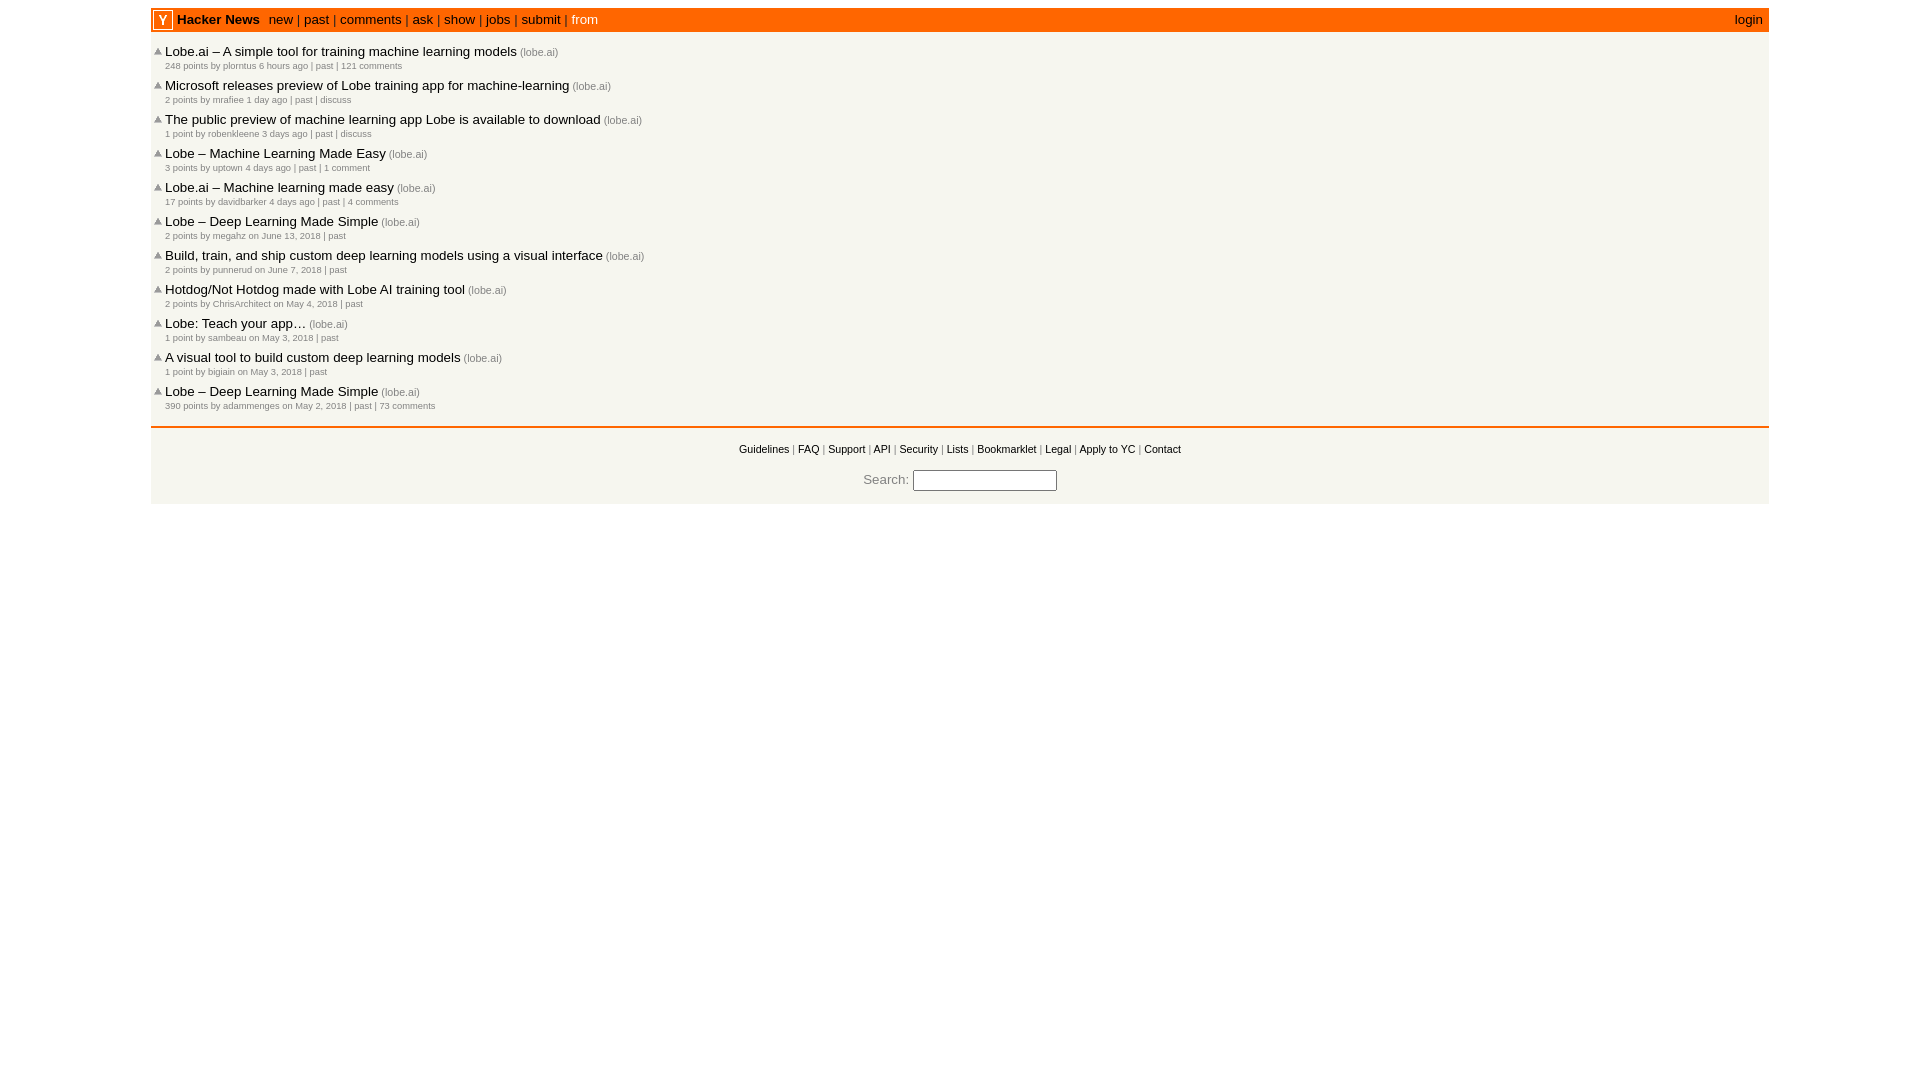 Y Hacker News new | past | comments | ask | show | jobs | submit | from login
Lobe.ai – A simple tool for training machine learning models (lobe.ai)
248 points by plorntus 6 hours ago | past | 121 comments
Microsoft releases preview of Lobe training app for machine-learning (lobe.ai)
2 points by mrafiee 1 day ago | past | discuss
The public preview of machine learning app Lobe is available to download (lobe.ai)
1 point by robenkleene 3 days ago | past | discuss
Lobe – Machine Learning Made Easy (lobe.ai)
3 points by uptown 4 days ago | past | 1 comment
Lobe.ai – Machine learning made easy (lobe.ai)
17 points by davidbarker 4 days ago | past | 4 comments
Lobe – Deep Learning Made Simple (lobe.ai)
2 points by megahz on June 13, 2018 | past
Build, train, and ship custom deep learning models using a visual interface (lobe.ai)
2 points by punnerud on June 7, 2018 | past
Hotdog/Not Hotdog made with Lobe AI training tool (lobe.ai)
2 points by ChrisArchitect on May 4, 2018 | past
Lobe: Teach your app… (lobe.ai)
1 point by sambeau on May 3, 2018 | past
A visual tool to build custom deep learning models (lobe.ai)
1 point by bigiain on May 3, 2018 | past
Lobe – Deep Learning Made Simple (lobe.ai)
390 points by adammenges on May 2, 2018 | past | 73 comments
Guidelines | FAQ | Support | API | Security | Lists | Bookmarklet | Legal | Apply to YC | Contact
Search: